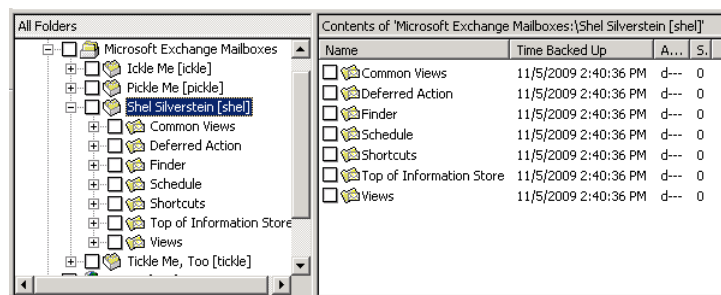 All Folders
Microsoft Exchange Mailboxes
Ickle Me [ickle]
Pickle Me [pickle]
Shel Silverstein [shel]
Common Views
Deferred Action
Finder
Schedule
Shortcuts
Top of Information Store
Views
Tickle Me, Too [tickle]
Contents of 'Microsoft Exchange Mailboxes:\Shel Silverstein [shel]'
Name Time Backed Up A... S.
Common Views 11/5/2009 2:40:36 PM d--- 0
Deferred Action 11/5/2009 2:40:36 PM d--- 0
Finder 11/5/2009 2:40:36 PM d--- 0
Schedule 11/5/2009 2:40:36 PM d--- 0
Shortcuts 11/5/2009 2:40:36 PM d--- 0
Top of Information Store 11/5/2009 2:40:36 PM d--- 0
Views 11/5/2009 2:40:36 PM d--- 0